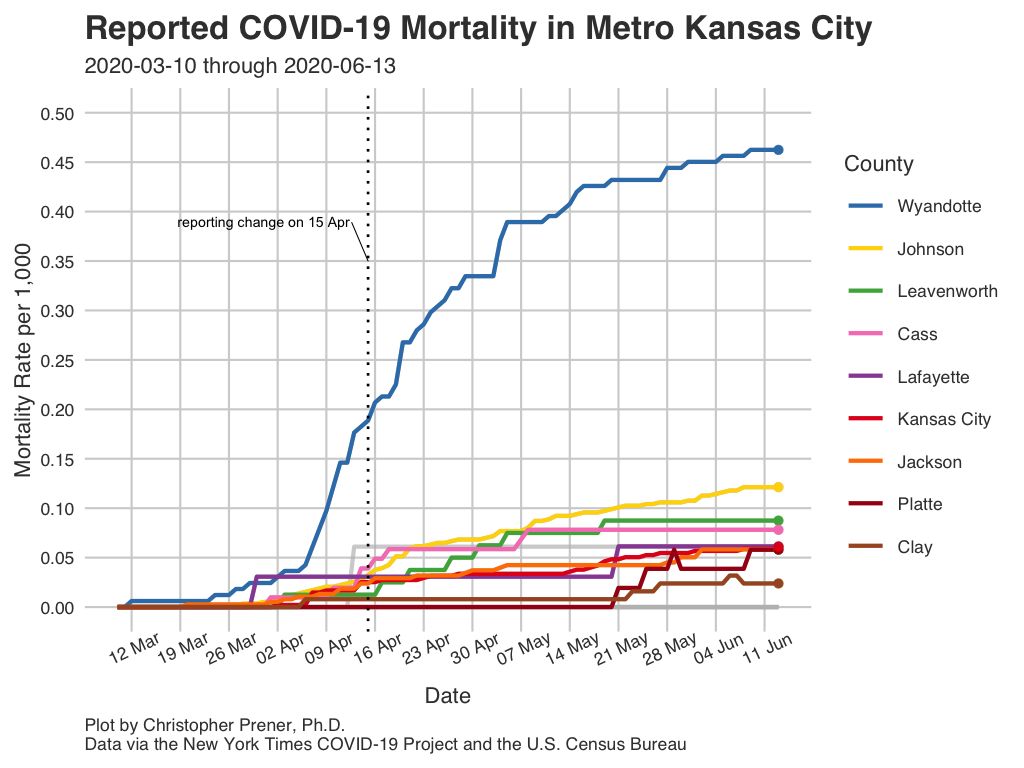 Reported COVID-19 Mortality in Metro Kansas City
2020-03-10 through 2020-06-13
Mortality Rate per 1,000
0.50
0.45
0.40
0.35
0.30
0.25
0.20
0.15
0.10
0.05
0.00
reporting change on 15 Apr
12 Mar
19 Mar
26 Mar
02 Apr
09 Apr
16 Apr
23 Apr
30 Apr
07 May
14 May
21 May
28 May
04 Jun
11 Jun
Date
County
Wyandotte
Johnson
Leavenworth
Cass
Lafayette
Kansas City
Jackson
Platte
Clay
Plot by Christopher Prener, Ph.D.
Data via the New York Times COVID-19 Project and the U.S. Census Bureau